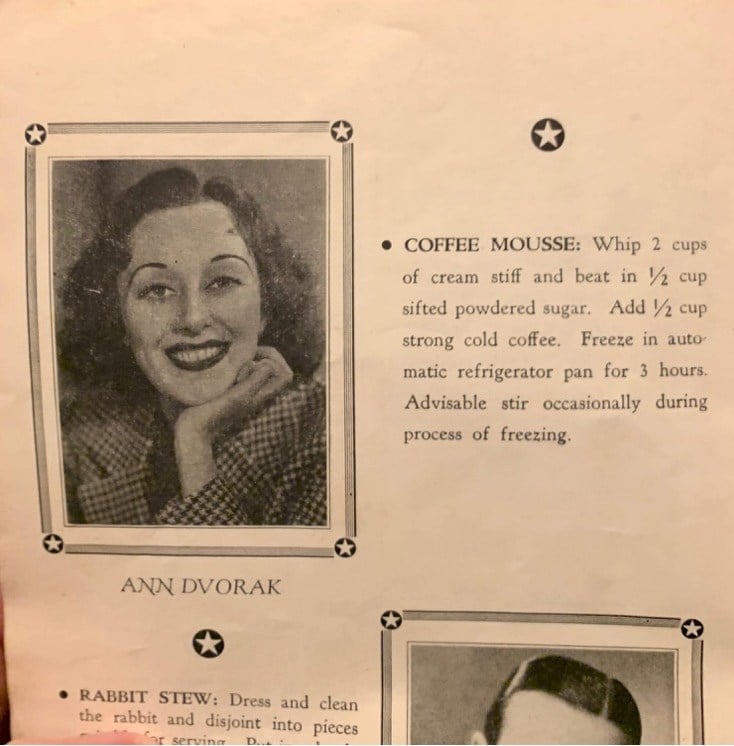 • COFFEE MOUSSE: Whip 2 cups
of cream stiff and beat in ½ cup
sifted powdered sugar. Add ½ cup
strong cold coffee. Freeze in auto-
matic refrigerator pan for 3 hours.
Advisable stir occasionally during
process of freezing.
ANN DVORAK
• RABBIT STEW: Dress and clean
the rabbit and disjoint into pieces
for serving.